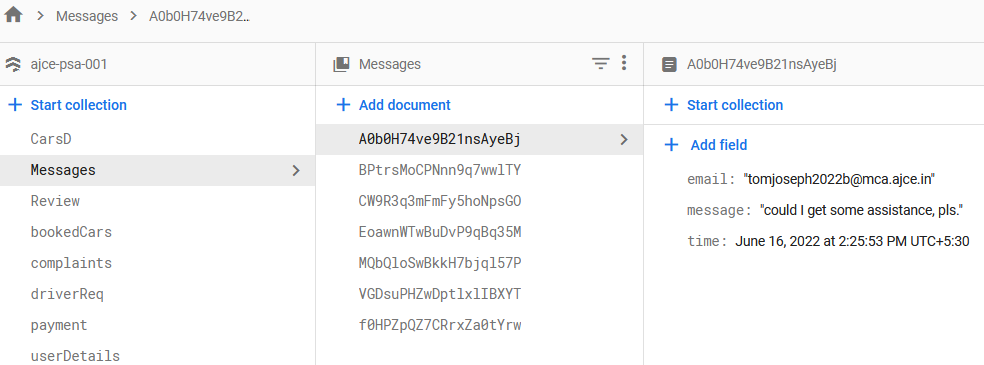 Messages A0b0H74ve9B2..
ajce-psa-001
Start collection
CarsD
Messages
Review
bookedCars
complaints
driverReq
payment
userDetails
Messages
Add document
A0b0H74ve9B21nsAyeBj
BPtrsMoCPNnn9q7wwlTY
CW9R3q3mFmFy5hoNpsGO
EoawnWTwBuDvP9qBq35M
MQbQloSwBkkH7bjql57P
VGDsuPHZwDptlxlIBXYT
f0HPZpQZ7CRrxZa0tYrw
A0b0H74ve9B21nsAyeBj
Start collection
Add field
email: "tomjoseph2022b@mca.ajce.in"
message: "could I get some assistance, pls."
time: June 16, 2022 at 2:25:53 PM UTC+5:30